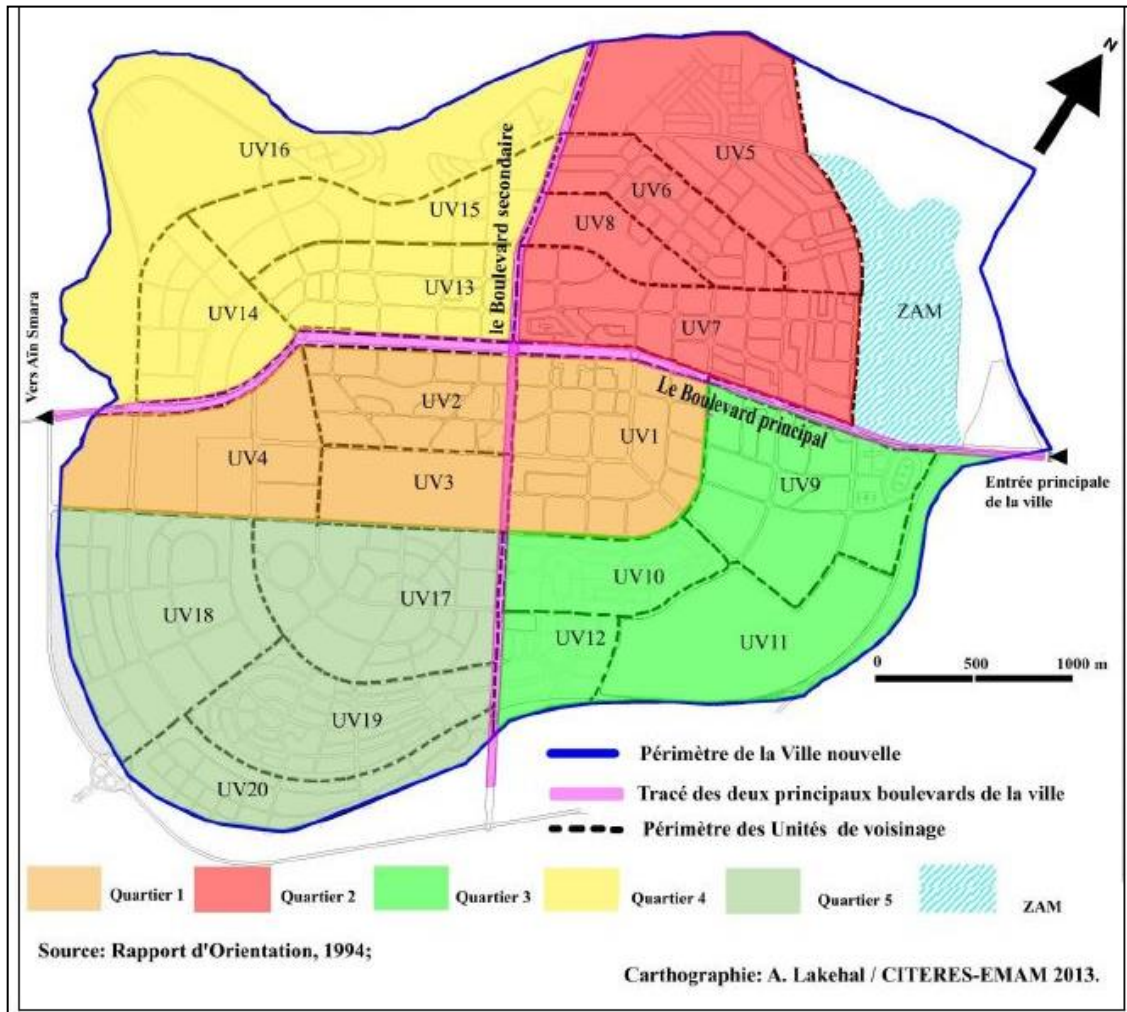 N
UV16
le Boulevard secondaire
UV5
UV6
UV15
UV8
UV13
UV14
UV7
ZAM
Vers Aïn Smara
Le Boulevard principal
UV2
UV1
UV4
UV3
UV9
Entrée principale
de la ville
UV10
UV17
UV18
UV12
UV11
0 500 1000 m
UV19
UV20
Périmètre de la Ville nouvelle
Tracé des deux principaux boulevards de la ville
Périmètre des Unités de voisinage
Quartier 1 Quartier 2 Quartier 3 Quartier 4 Quartier 5 ZAM
Source: Rapport d'Orientation, 1994;
Carthographie: A. Lakehal / CITERES-EMAM 2013.